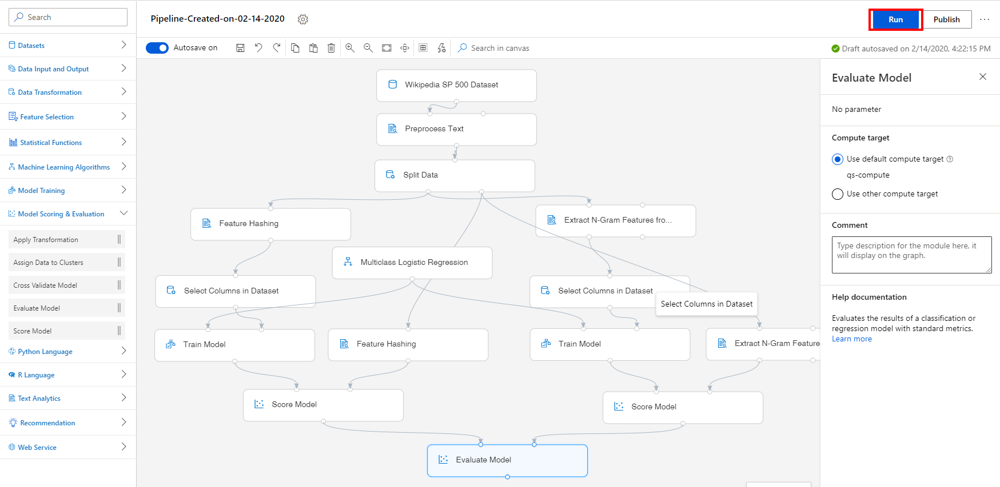 Search
Datasets
Data Input and Output
Data Transformation
Feature Selection
Statistical Functions
Machine Learning Algorithms
Model Training
Model Scoring & Evaluation
Apply Transformation
Assign Data to Clusters
Cross Validate Model
Evaluate Model
Score Model
Python Language
R Language
Text Analytics
Recommendation
Web Service
Pipeline-Created-on-02-14-2020
Run
Publish
Autosave on
Search in canvas
Draft autosaved on 2/14/2020, 4:22:15 PM
Wikipedia SP 500 Dataset
Preprocess Text
Split Data
Feature Hashing
Extract N-Gram Features fro...
Multiclass Logistic Regression
Select Columns in Dataset
Select Columns in Dataset
Select Columns in Dataset
Train Model
Feature Hashing
Train Model
Extract N-Gram Feature
Score Model
Score Model
Evaluate Model
Evaluate Model
No parameter
Compute target
Use default compute target
qs-compute
Use other compute target
Comment
Type description for the module here, it
will display on the graph.
Help documentation
Evaluates the results of a classification or
regression model with standard metrics.
Learn more